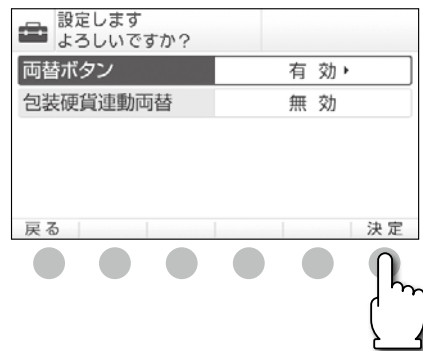 設定します
よろしいですか？
両替ボタン
有 効
包装硬貨連動両替
無 効
戻る
決定